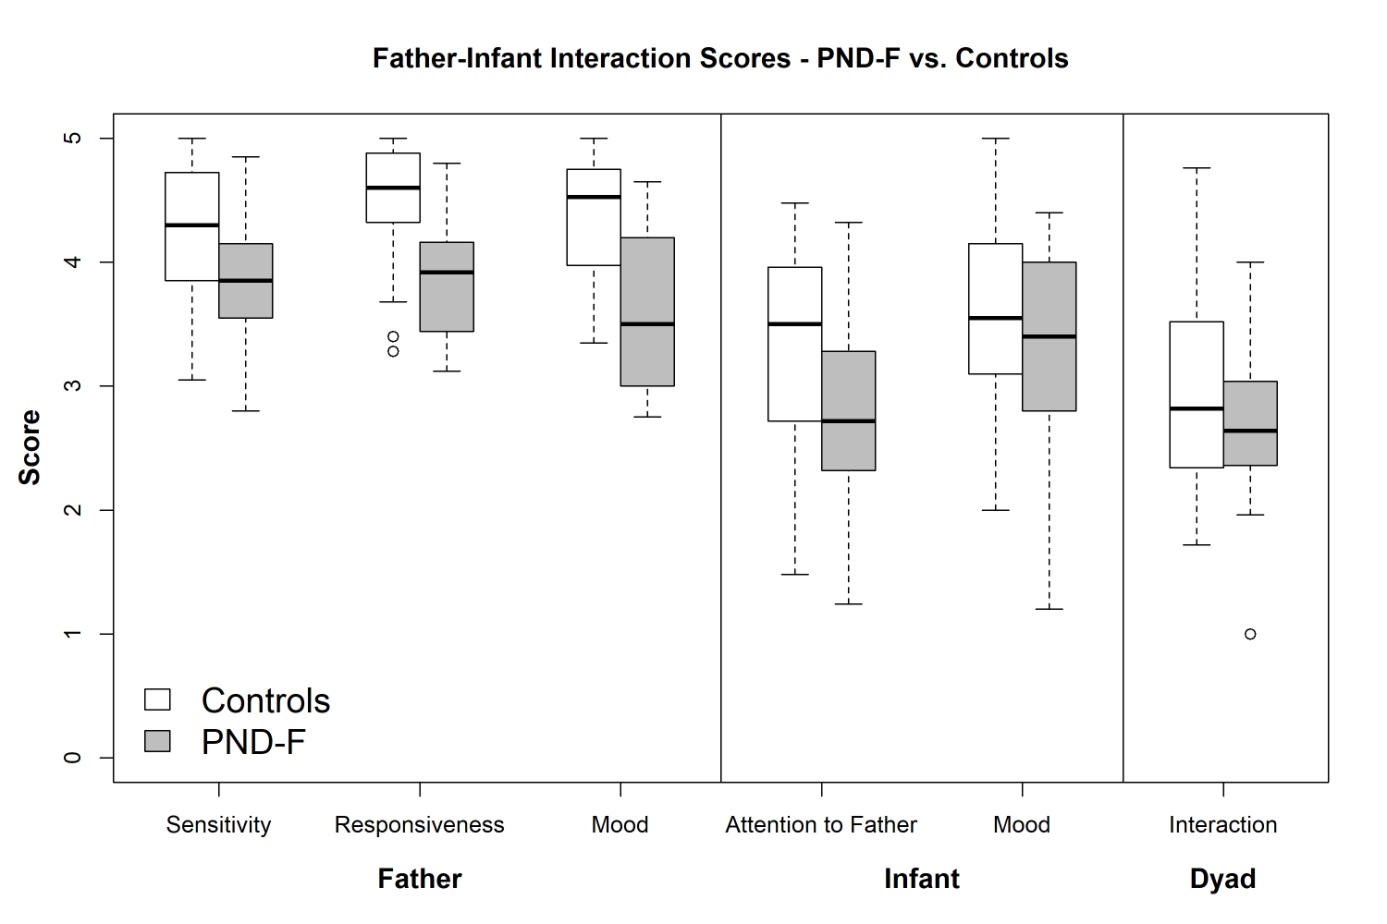 Father-Infant Interaction Scores - PND-F vs. Controls
Score
5
4
3
2
1
0
Controls
PND-F
Sensitivity Responsiveness Mood Attention to Father Mood Interaction
Father Infant Dyad